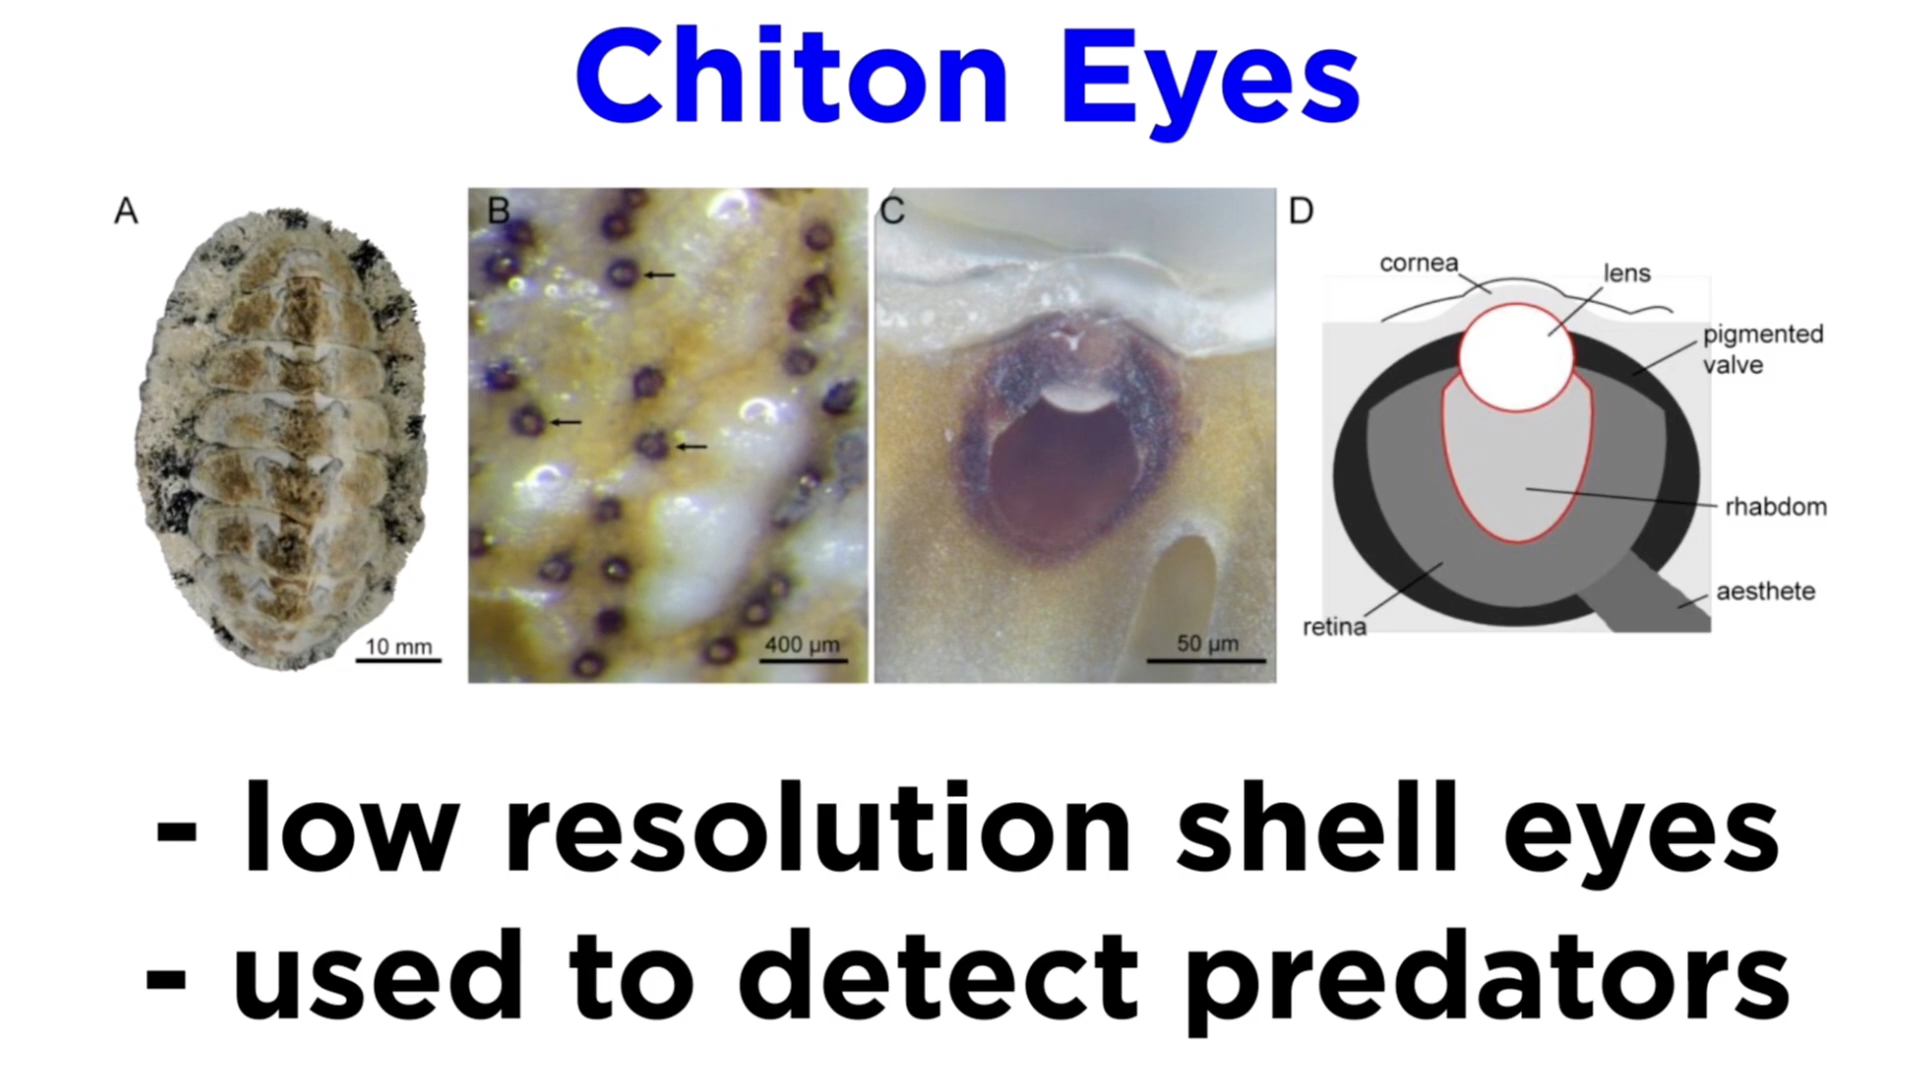 Chiton Eyes
A
10 mm
B
400 µm
C
50 µm
D
cornea
lens
pigmented
valve
rhabdom
aesthete
retina
- low resolution shell eyes
- used to detect predators